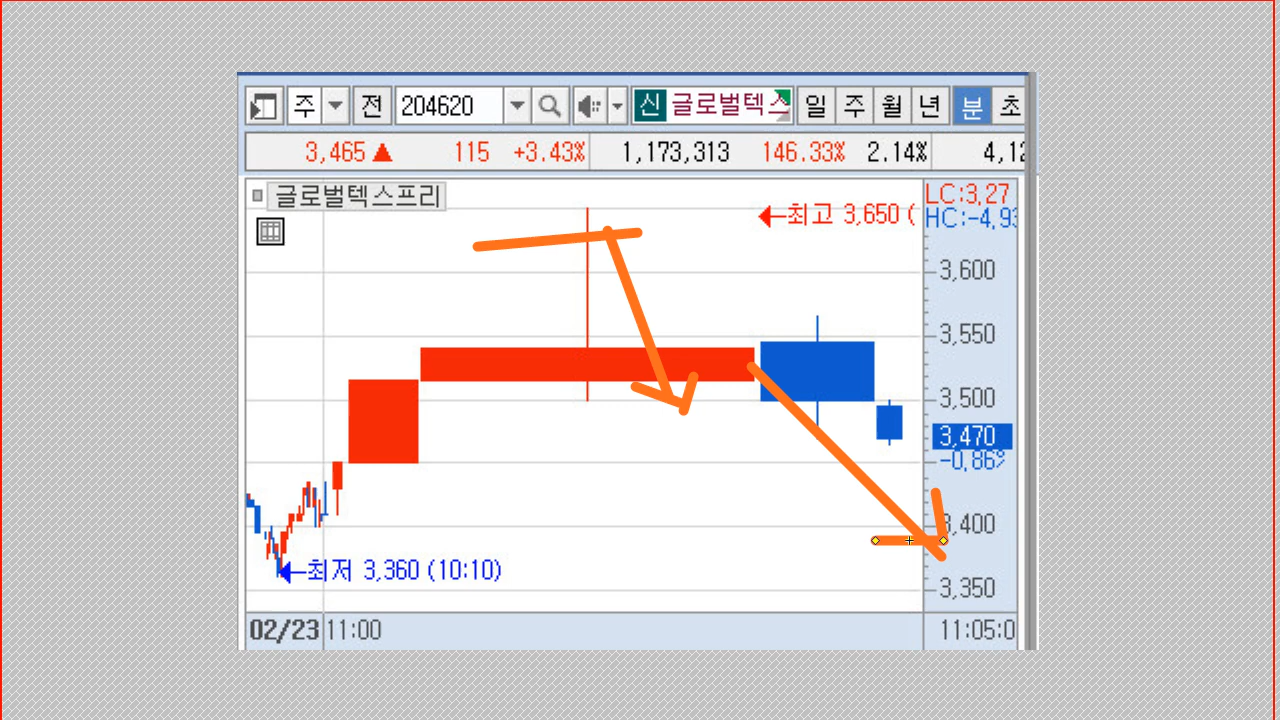 주 전 204620 신 글로벌텍스 일 주 월 년 분 초
3,465 ▲ 115 +3.43% 1,173,313 146.33% 2.14% 4,12
글로벌텍스프리
LC:3,27
←최고 3,650 (
HC:-4,93
3,600
3,550
3,500
3,470
-0,86%
3,400
←최저 3,360 (10:10)
3,350
02/23 11:00 11:05:0